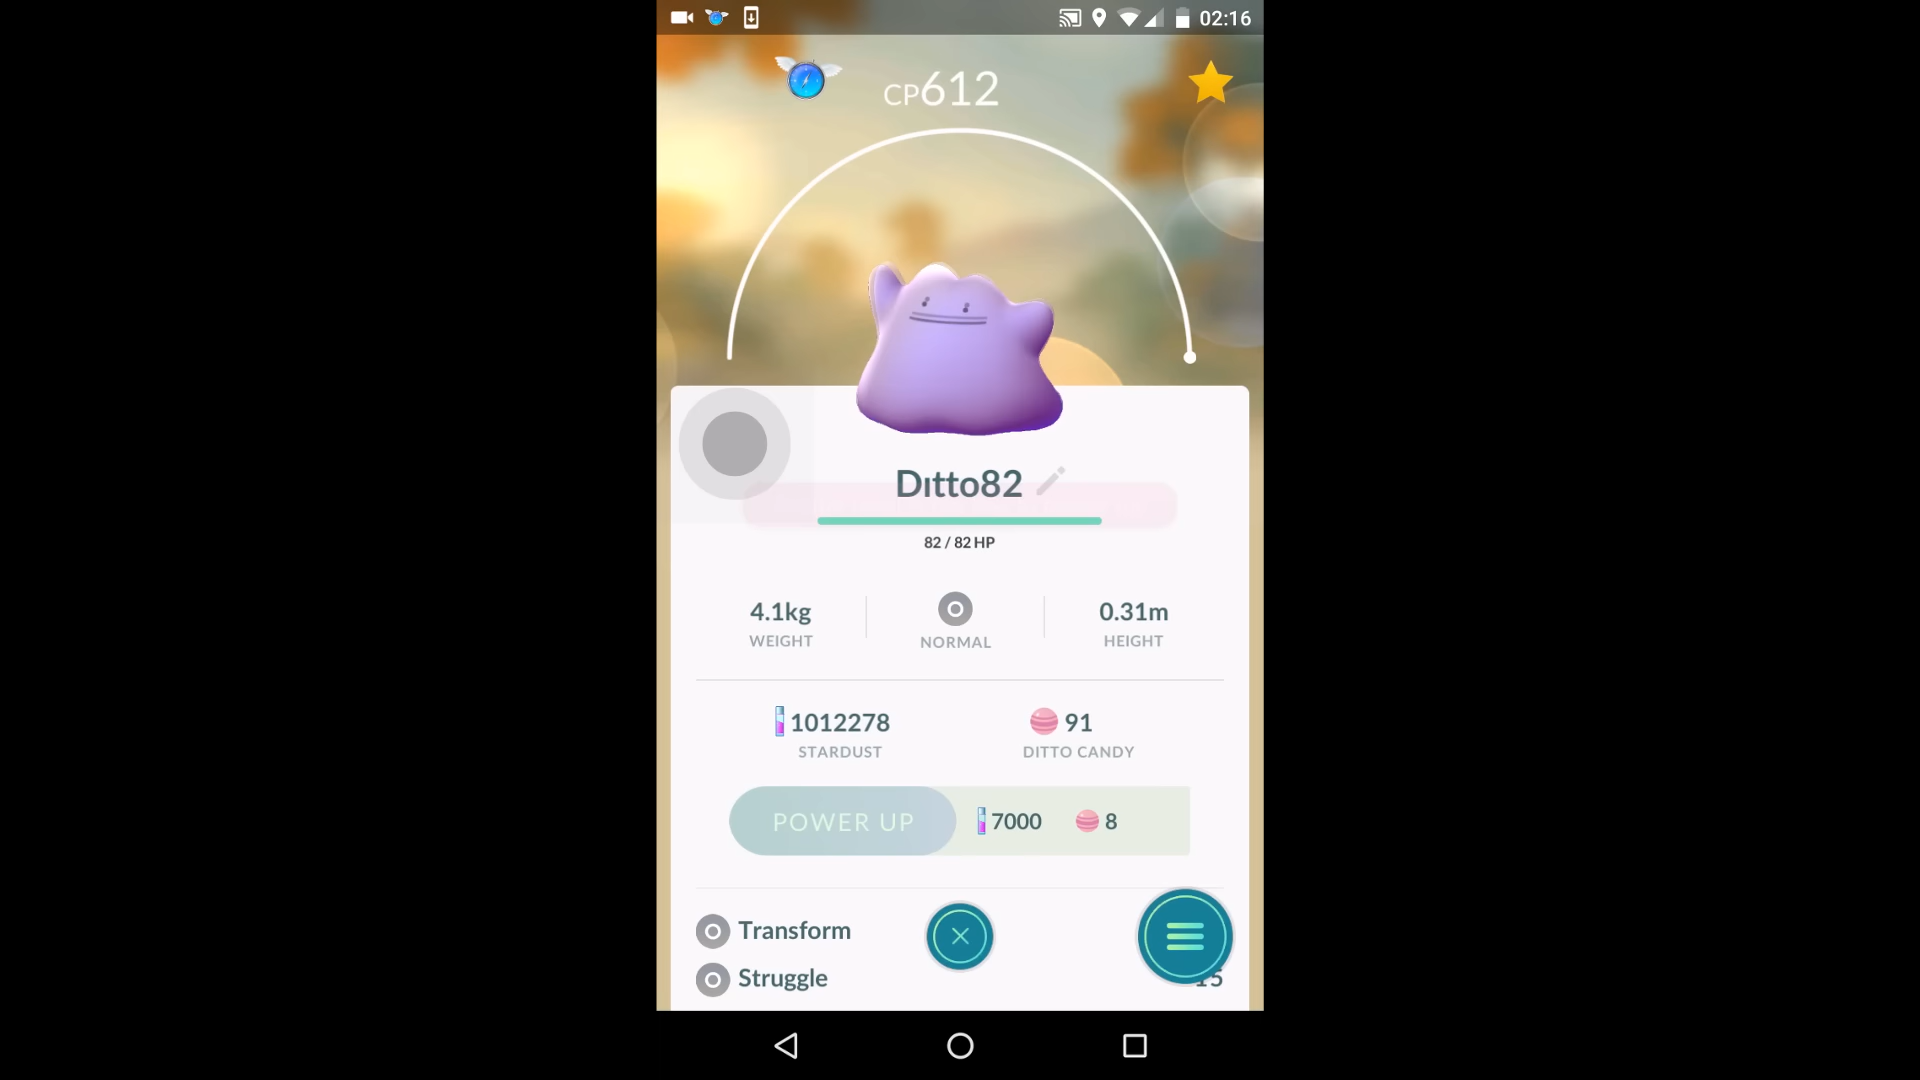 02:16
CP612
Dıtto82
82 / 82 HP
4.1kg
WEIGHT
NORMAL
0.31m
HEIGHT
1012278
STARDUST
91
DITTO CANDY
POWER UP
7000
8
Transform
Struggle
15